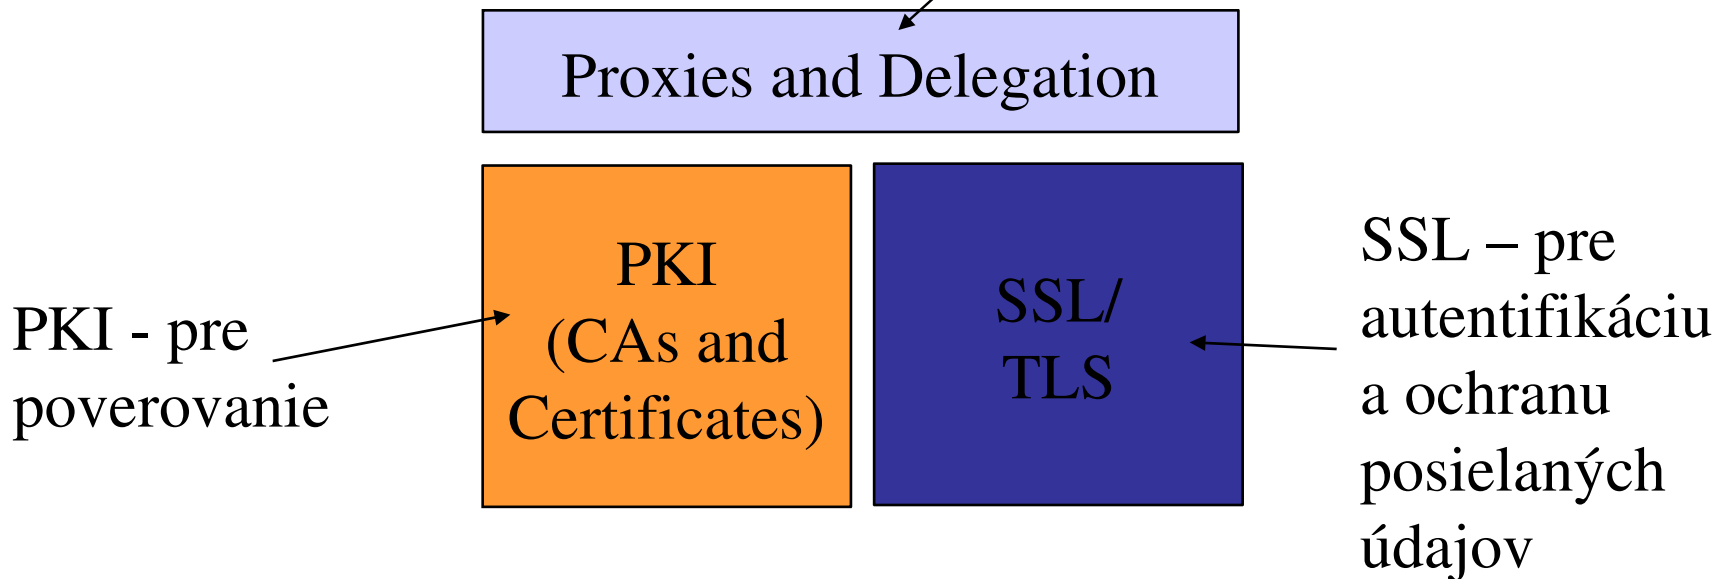 Proxies and Delegation
PKI
(CAs and
Certificates)
SSL/
TLS
PKI - pre
poverovanie
SSL – pre
autentifikáciu
a ochranu
posielaných
údajov